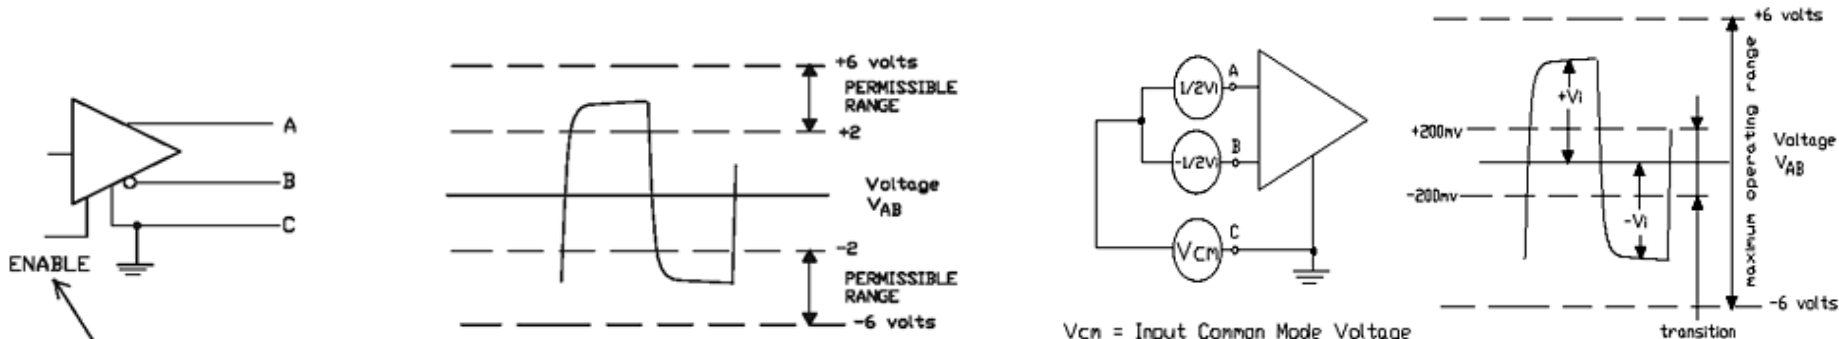 A
B
C
ENABLE
+6 volts
PERMISSIBLE
RANGE
+2
Voltage
VAB
-2
PERMISSIBLE
RANGE
-6 volts
1/2Vi
A
-1/2Vi
B
Vcm
C
Vcm = Input Common Mode Voltage
+6 volts
+Vi
+200mv
Voltage
VAB
-200mv
-Vi
maximum operating range
-6 volts
transition